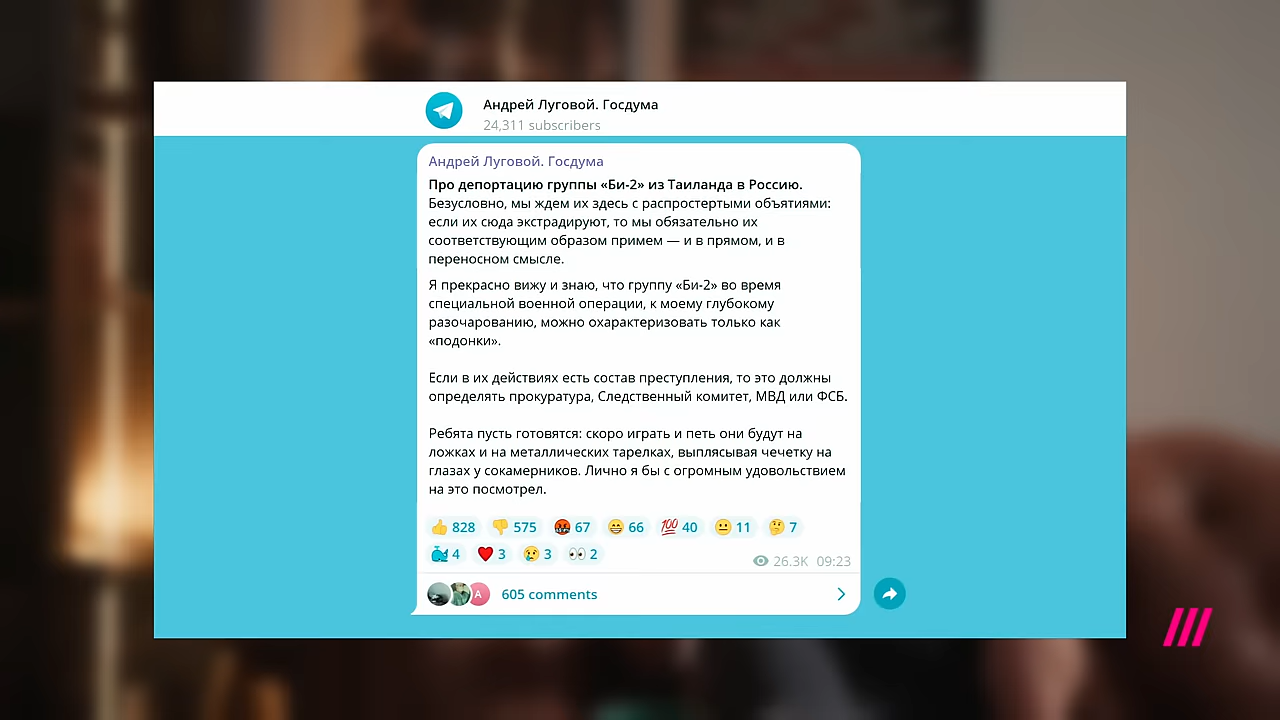 Андрей Луговой. Госдума
24,311 subscribers
Андрей Луговой. Госдума
Про депортацию группы «Би-2» из Таиланда в Россию.
Безусловно, мы ждем их здесь с распростертыми объятиями:
если их сюда экстрадируют, то мы обязательно их
соответствующим образом примем — и в прямом, и в
переносном смысле.
Я прекрасно вижу и знаю, что группу «Би-2» во время
специальной военной операции, к моему глубокому
разочарованию, можно охарактеризовать только как
«подонки».
Если в их действиях есть состав преступления, то это должны
определять прокуратура, Следственный комитет, МВД или ФСБ.
Ребята пусть готовятся: скоро играть и петь они будут на
ложках и на металлических тарелках, выплясывая чечетку на
глазах у сокамерников. Лично я бы с огромным удовольствием
на это посмотрел.
👍 828 👎 575 🤬 67 😁 66 💯 40 😐 11 🤔 7
🐳 4 ❤️ 3 😢 3 👀 2
26.3K 09:23
A 605 comments